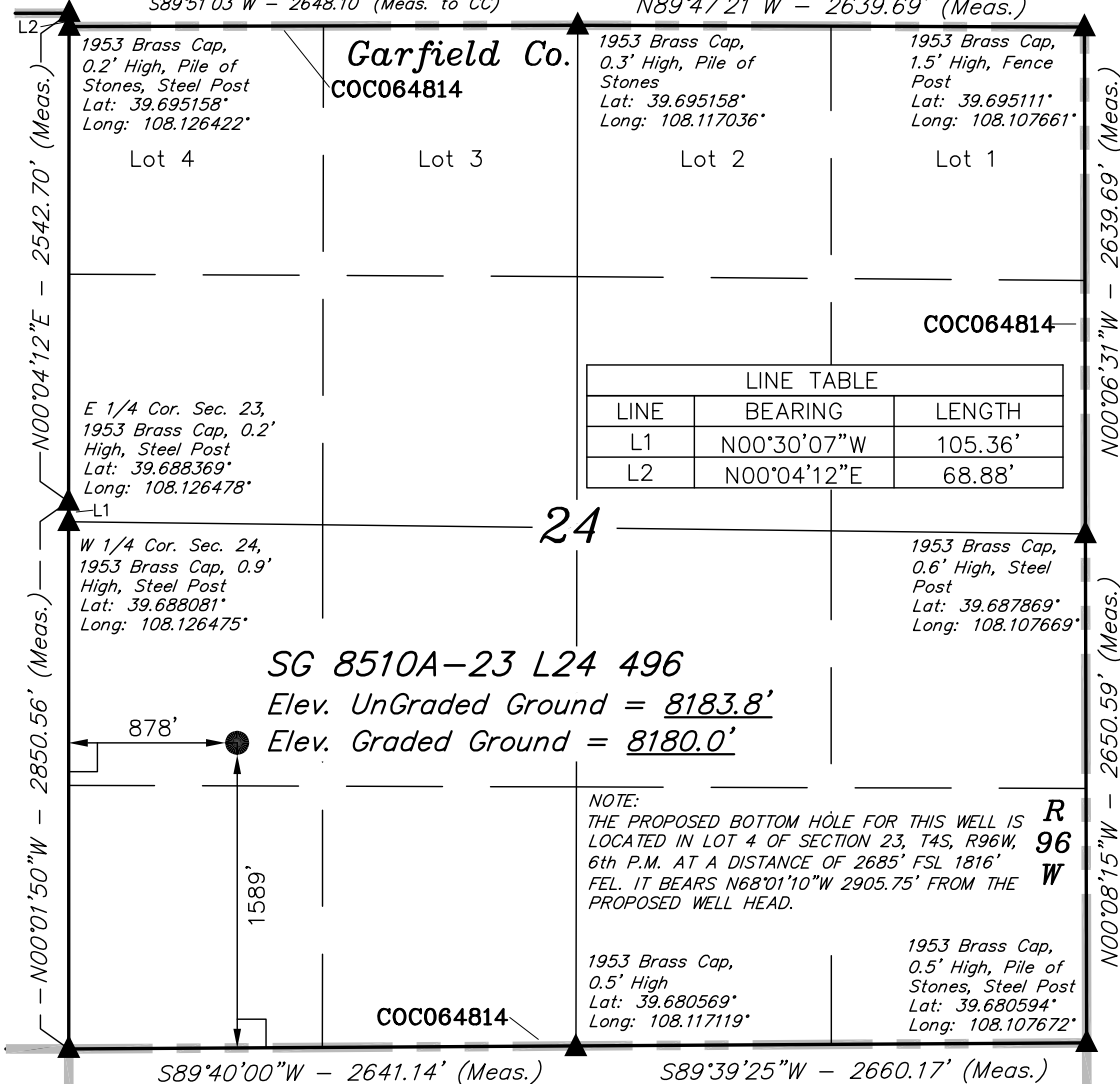 S89°51'03"W - 2648.10' (Meas. to CC)
N89°47'21"W - 2639.69' (Meas.)
L2
1953 Brass Cap,
0.2' High, Pile of
Stones, Steel Post
Lat: 39.695158°
Long: 108.126422°
Garfield Co.
COC064814
1953 Brass Cap,
0.3' High, Pile of
Stones
Lat: 39.695158°
Long: 108.117036°
1953 Brass Cap,
1.5' High, Fence
Post
Lat: 39.695111°
Long: 108.107661°
Lot 4
Lot 3
Lot 2
Lot 1
N00°04'12"E - 2542.70' (Meas.)
N00°06'31"W - 2639.69' (Meas.)
COC064814
LINE TABLE
LINE BEARING LENGTH
L1 N00°30'07"W 105.36'
L2 N00°04'12"E 68.88'
E 1/4 Cor. Sec. 23,
1953 Brass Cap, 0.2'
High, Steel Post
Lat: 39.688369°
Long: 108.126478°
L1
24
W 1/4 Cor. Sec. 24,
1953 Brass Cap, 0.9'
High, Steel Post
Lat: 39.688081°
Long: 108.126475°
1953 Brass Cap,
0.6' High, Steel
Post
Lat: 39.687869°
Long: 108.107669°
SG 8510A-23 L24 496
Elev. UnGraded Ground = 8183.8'
Elev. Graded Ground = 8180.0'
878'
1589'
N00°01'50"W - 2850.56' (Meas.)
N00°08'15"W - 2650.59' (Meas.)
NOTE:
THE PROPOSED BOTTOM HOLE FOR THIS WELL IS
LOCATED IN LOT 4 OF SECTION 23, T4S, R96W,
6th P.M. AT A DISTANCE OF 2685' FSL 1816'
FEL. IT BEARS N68°01'10"W 2905.75' FROM THE
PROPOSED WELL HEAD.
R
96
W
1953 Brass Cap,
0.5' High
Lat: 39.680569°
Long: 108.117119°
1953 Brass Cap,
0.5' High, Pile of
Stones, Steel Post
Lat: 39.680594°
Long: 108.107672°
COC064814
S89°40'00"W - 2641.14' (Meas.)
S89°39'25"W - 2660.17' (Meas.)